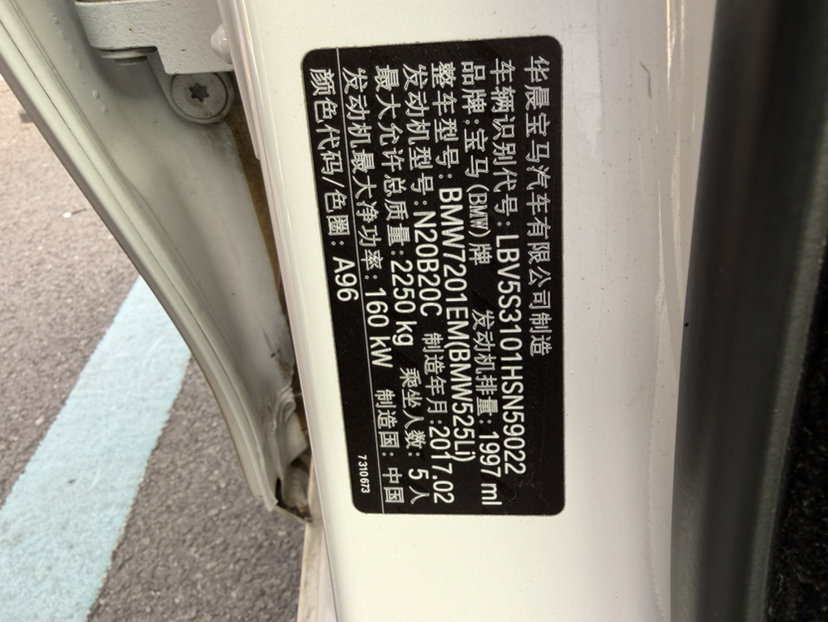 华晨宝马汽车有限公司制造
车辆识别代号: LBV5S3101HSN59022
品牌:宝马(BMW)牌 发动机排量:1997 ml
整车型号: BMW7201EM(BMW525Li)
发动机型号: N20B20C 制造年月:2017.02
最大允许总质量: 2250 kg 乘坐人数: 5人
发动机最大净功率: 160 kW 制造国: 中国
颜色代码/色圈: A96
7310673